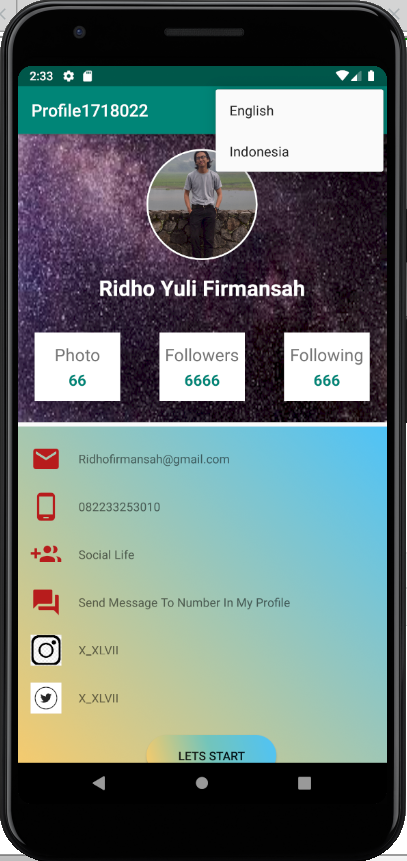 2:33
Profile1718022
English
Indonesia
Ridho Yuli Firmansah
Photo
66
Followers
6666
Following
666
Ridhofirmansah@gmail.com
082233253010
Social Life
Send Message To Number In My Profile
X_XLVII
X_XLVII
LETS START